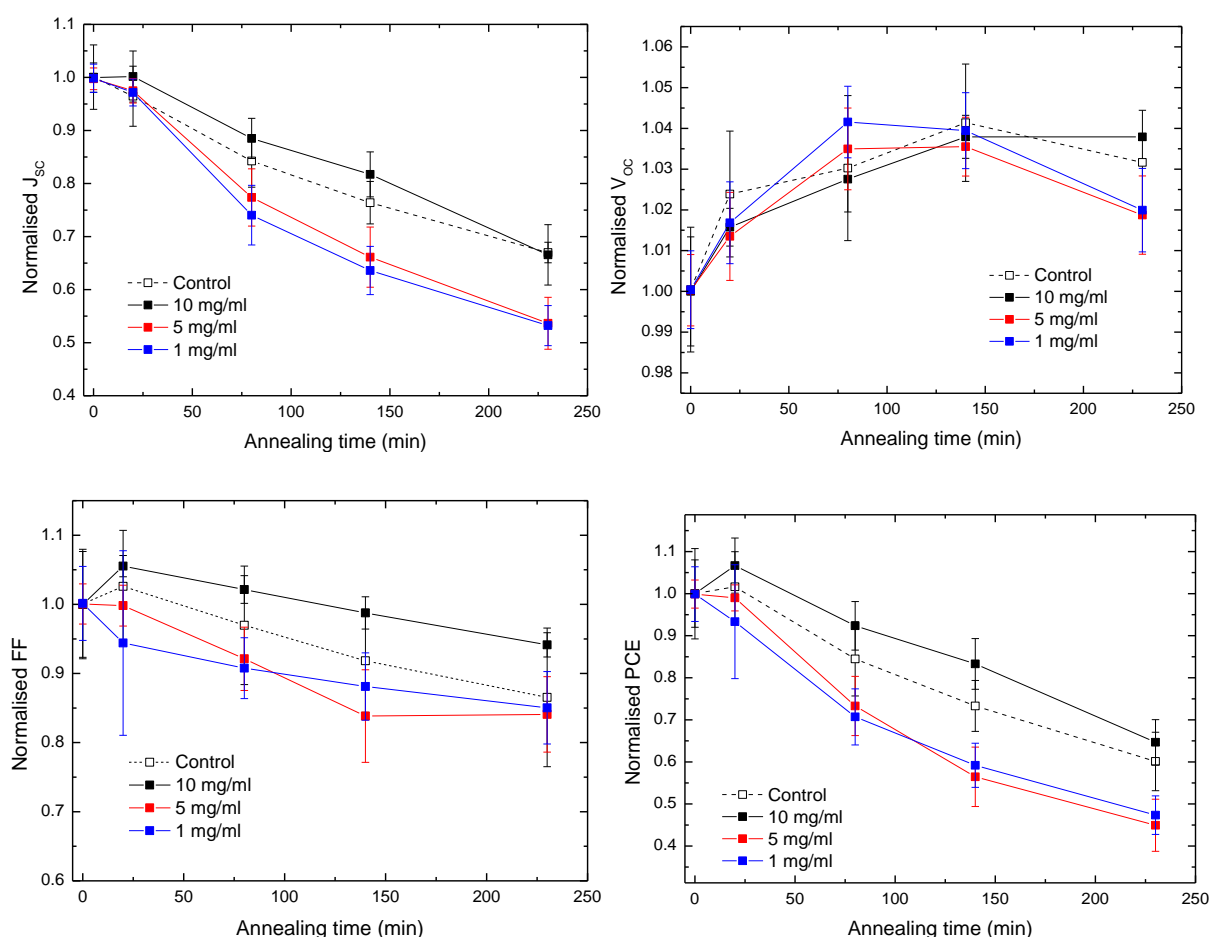 1.1
1.0
0.9
0.8
0.7
0.6
0.5
0.4
Normalised J_SC
Control
10 mg/ml
5 mg/ml
1 mg/ml
0 50 100 150 200 250
Annealing time (min)
1.06
1.05
1.04
1.03
1.02
1.01
1.00
0.99
0.98
Normalised V_OC
Control
10 mg/ml
5 mg/ml
1 mg/ml
0 50 100 150 200 250
Annealing time (min)
1.1
1.0
0.9
0.8
0.7
0.6
Normalised FF
Control
10 mg/ml
5 mg/ml
1 mg/ml
0 50 100 150 200 250
Annealing time (min)
1.1
1.0
0.9
0.8
0.7
0.6
0.5
0.4
Normalised PCE
Control
10 mg/ml
5 mg/ml
1 mg/ml
0 50 100 150 200 250
Annealing time (min)